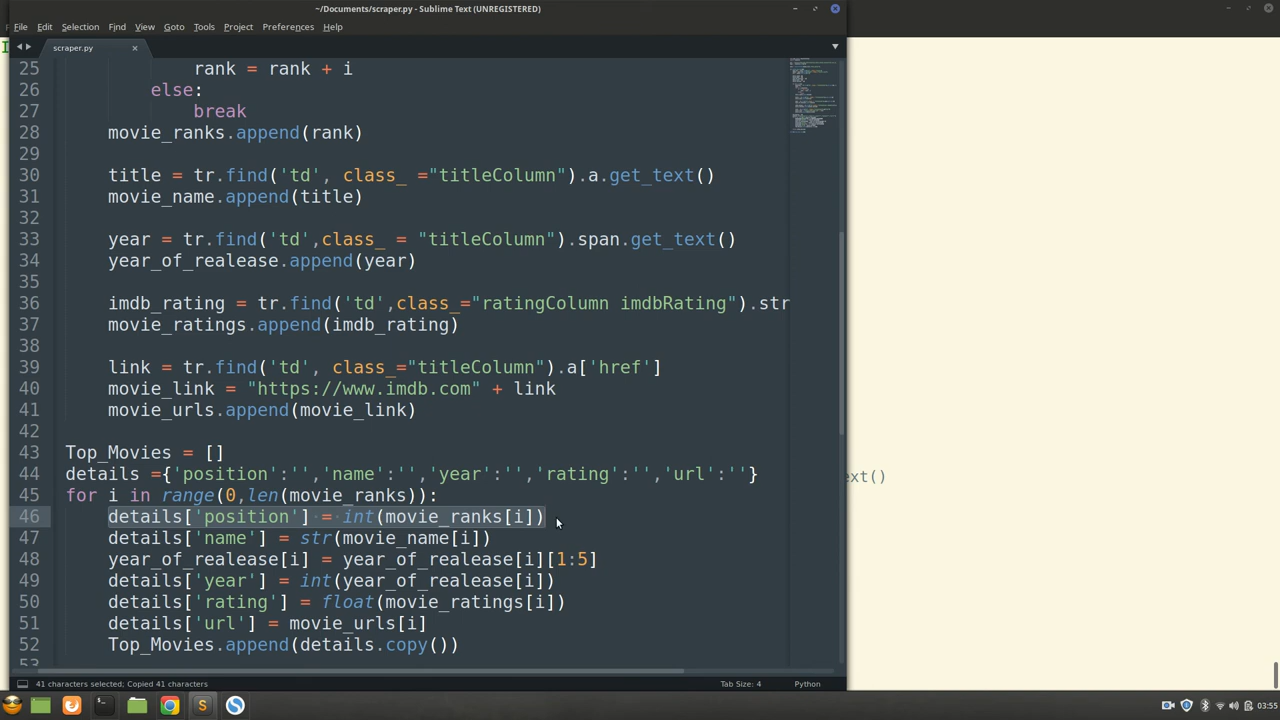 ~/Documents/scraper.py - Sublime Text (UNREGISTERED)
File Edit Selection Find View Goto Tools Project Preferences Help
scraper.py
25 rank = rank + i
26 else:
27 break
28 movie_ranks.append(rank)
29
30 title = tr.find('td', class_ ="titleColumn").a.get_text()
31 movie_name.append(title)
32
33 year = tr.find('td',class_ = "titleColumn").span.get_text()
34 year_of_realease.append(year)
35
36 imdb_rating = tr.find('td',class_="ratingColumn imdbRating").str
37 movie_ratings.append(imdb_rating)
38
39 link = tr.find('td', class_="titleColumn").a['href']
40 movie_link = "https://www.imdb.com" + link
41 movie_urls.append(movie_link)
42
43 Top_Movies = []
44 details ={'position':'','name':'','year':'','rating':'','url':''}
ext()
45 for i in range(0,len(movie_ranks)):
46 details['position'] = int(movie_ranks[i])
47 details['name'] = str(movie_name[i])
48 year_of_realease[i] = year_of_realease[i][1:5]
49 details['year'] = int(year_of_realease[i])
50 details['rating'] = float(movie_ratings[i])
51 details['url'] = movie_urls[i]
52 Top_Movies.append(details.copy())
53
41 characters selected; Copied 41 characters Tab Size: 4 Python
03:55